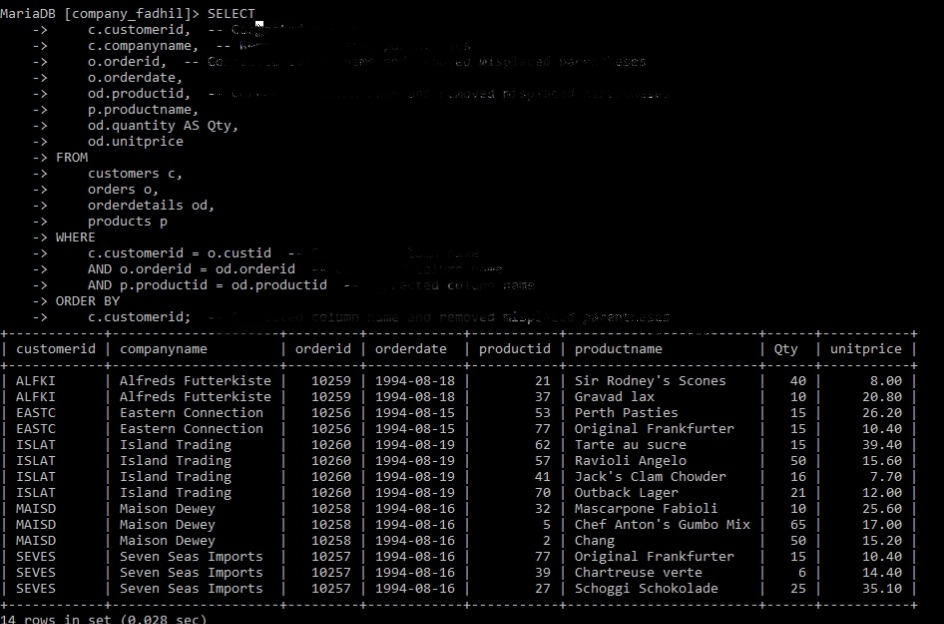 MariaDB [company_fadhil]> SELECT
    ->     c.customerid,  --
    ->     c.companyname,  --
    ->     o.orderid,  -- misplaced parentheses
    ->     o.orderdate,
    ->     od.productid,  -- and removed misplaced
    ->     p.productname,
    ->     od.quantity AS Qty,
    ->     od.unitprice
    -> FROM
    ->     customers c,
    ->     orders o,
    ->     orderdetails od,
    ->     products p
    -> WHERE
    ->     c.customerid = o.custid  -- name
    ->     AND o.orderid = od.orderid  -- column name
    ->     AND p.productid = od.productid  -- column name
    -> ORDER BY
    ->     c.customerid;  -- column name and removed misplaced parentheses
| customerid | companyname | orderid | orderdate | productid | productname | Qty | unitprice |
| ALFKI | Alfreds Futterkiste | 10259 | 1994-08-18 | 21 | Sir Rodney's Scones | 40 | 8.00 |
| ALFKI | Alfreds Futterkiste | 10259 | 1994-08-18 | 37 | Gravad lax | 10 | 20.80 |
| EASTC | Eastern Connection | 10256 | 1994-08-15 | 53 | Perth Pasties | 15 | 26.20 |
| EASTC | Eastern Connection | 10256 | 1994-08-15 | 77 | Original Frankfurter | 15 | 10.40 |
| ISLAT | Island Trading | 10260 | 1994-08-19 | 62 | Tarte au sucre | 15 | 39.40 |
| ISLAT | Island Trading | 10260 | 1994-08-19 | 57 | Ravioli Angelo | 50 | 15.60 |
| ISLAT | Island Trading | 10260 | 1994-08-19 | 41 | Jack's Clam Chowder | 16 | 7.70 |
| ISLAT | Island Trading | 10260 | 1994-08-19 | 70 | Outback Lager | 21 | 12.00 |
| MAISD | Maison Dewey | 10258 | 1994-08-16 | 32 | Mascarpone Fabioli | 10 | 25.60 |
| MAISD | Maison Dewey | 10258 | 1994-08-16 | 5 | Chef Anton's Gumbo Mix | 65 | 17.00 |
| MAISD | Maison Dewey | 10258 | 1994-08-16 | 2 | Chang | 50 | 15.20 |
| SEVES | Seven Seas Imports | 10257 | 1994-08-16 | 77 | Original Frankfurter | 15 | 10.40 |
| SEVES | Seven Seas Imports | 10257 | 1994-08-16 | 39 | Chartreuse verte | 6 | 14.40 |
| SEVES | Seven Seas Imports | 10257 | 1994-08-16 | 27 | Schoggi Schokolade | 25 | 35.10 |
14 rows in set (0.028 sec)